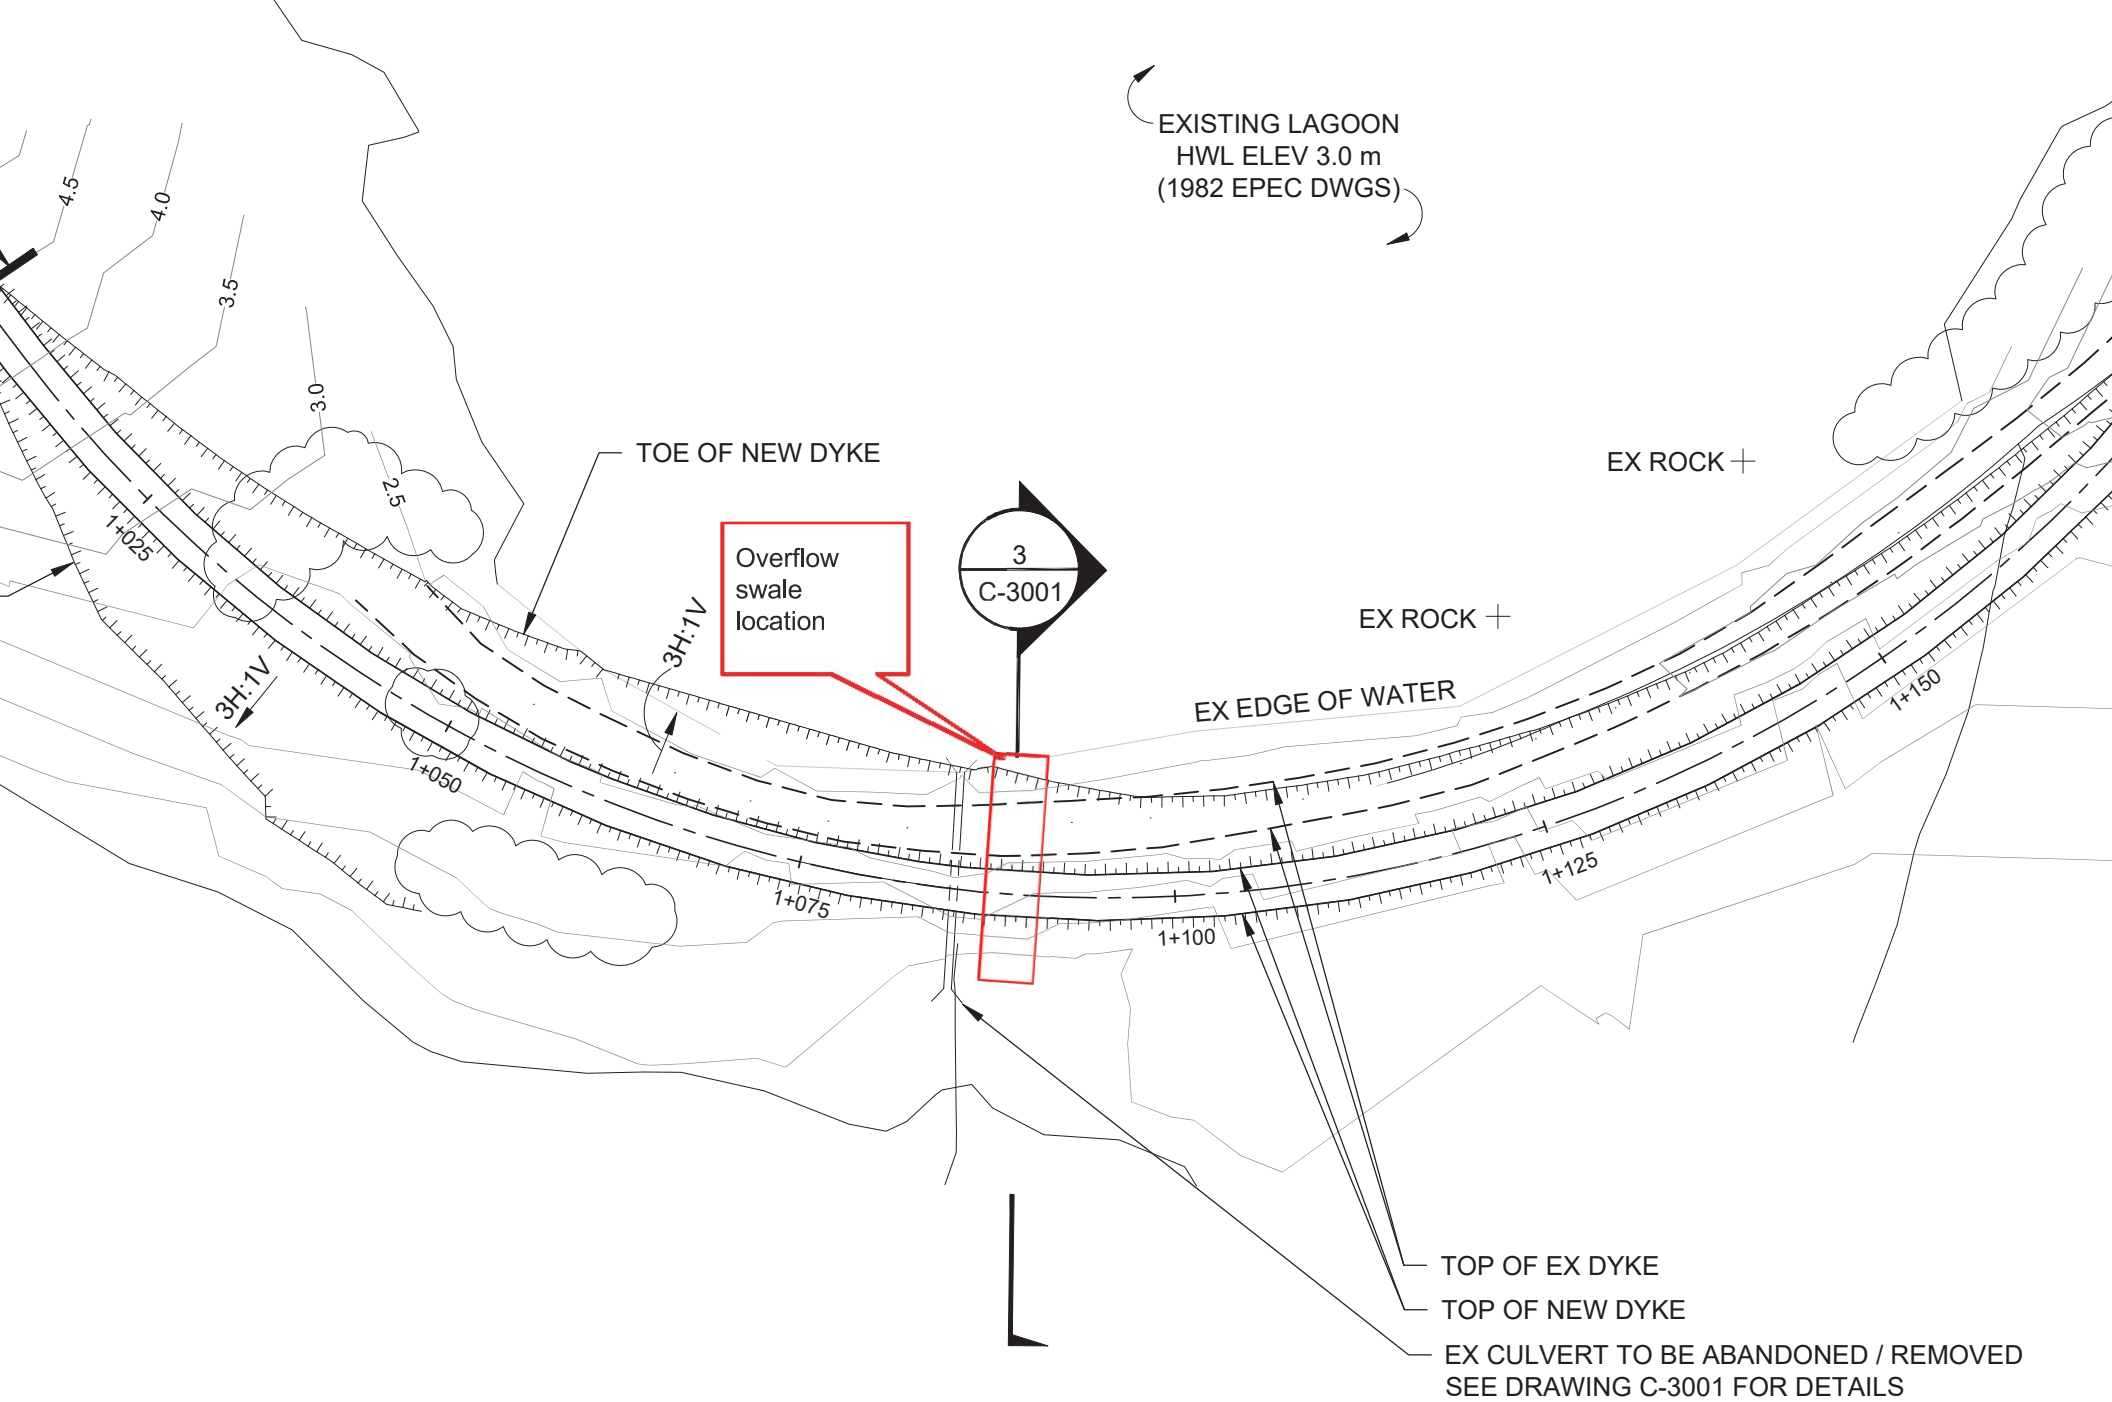 EXISTING LAGOON
HWL ELEV 3.0 m
(1982 EPEC DWGS)
4.5
4.0
3.5
3.0
2.5
TOE OF NEW DYKE
EX ROCK
Overflow
swale
location
3
C-3001
EX ROCK
1+025
3H:1V
3H:1V
EX EDGE OF WATER
1+050
1+075
1+100
1+125
1+150
TOP OF EX DYKE
TOP OF NEW DYKE
EX CULVERT TO BE ABANDONED / REMOVED
SEE DRAWING C-3001 FOR DETAILS